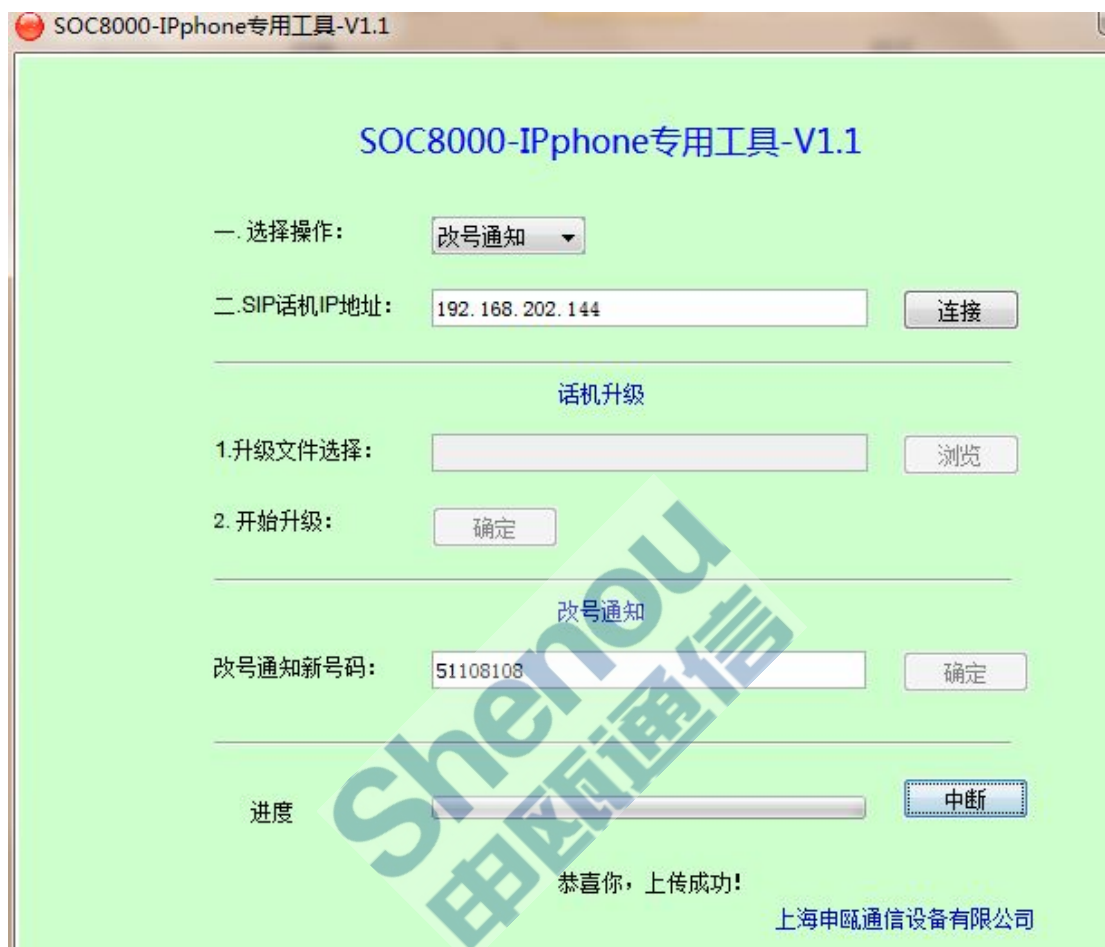 SOC8000-IPphone专用工具-V1.1
SOC8000-IPphone专用工具-V1.1
一. 选择操作： 改号通知
二.SIP话机IP地址： 192.168.202.144 连接
话机升级
1.升级文件选择： 浏览
2. 开始升级： 确定
改号通知
改号通知新号码： 51108108 确定
进度 中断
恭喜你，上传成功！
上海申瓯通信设备有限公司
Shenou
申瓯通信